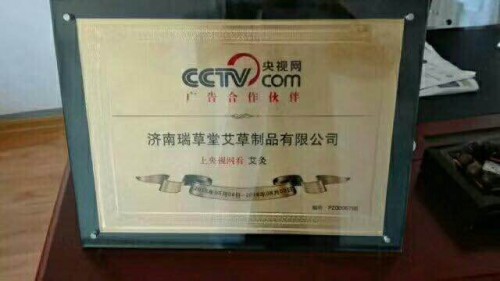 央视网
CCTV.com
广告合作伙伴
济南瑞草堂艾草制品有限公司
上央视网看 艾灸